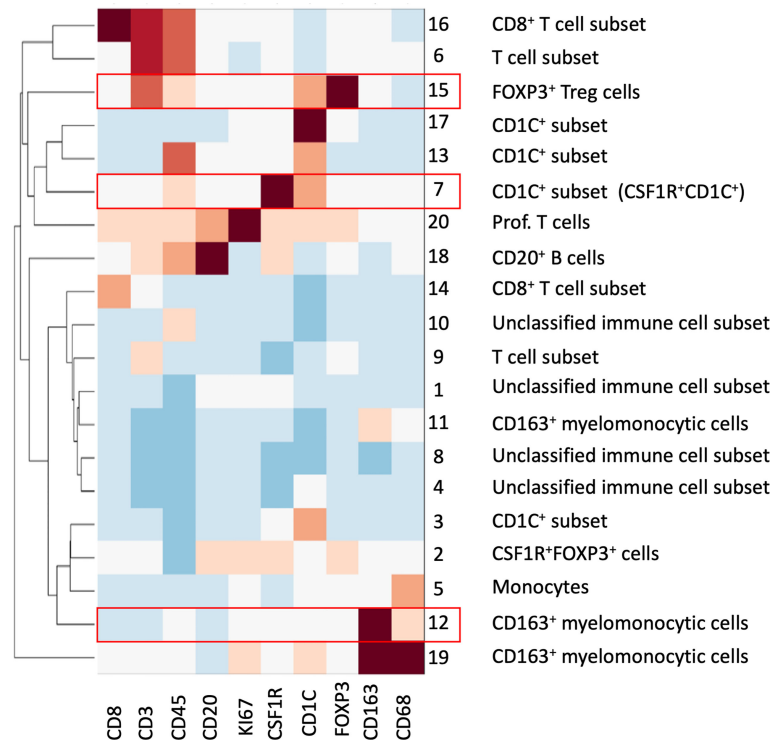 16 CD8⁺ T cell subset
6 T cell subset
15 FOXP3⁺ Treg cells
17 CD1C⁺ subset
13 CD1C⁺ subset
7 CD1C⁺ subset (CSF1R⁺CD1C⁺)
20 Prof. T cells
18 CD20⁺ B cells
14 CD8⁺ T cell subset
10 Unclassified immune cell subset
9 T cell subset
1 Unclassified immune cell subset
11 CD163⁺ myelomonocytic cells
8 Unclassified immune cell subset
4 Unclassified immune cell subset
3 CD1C⁺ subset
2 CSF1R⁺FOXP3⁺ cells
5 Monocytes
12 CD163⁺ myelomonocytic cells
19 CD163⁺ myelomonocytic cells
CD8
CD3
CD45
CD20
KI67
CSF1R
CD1C
FOXP3
CD163
CD68